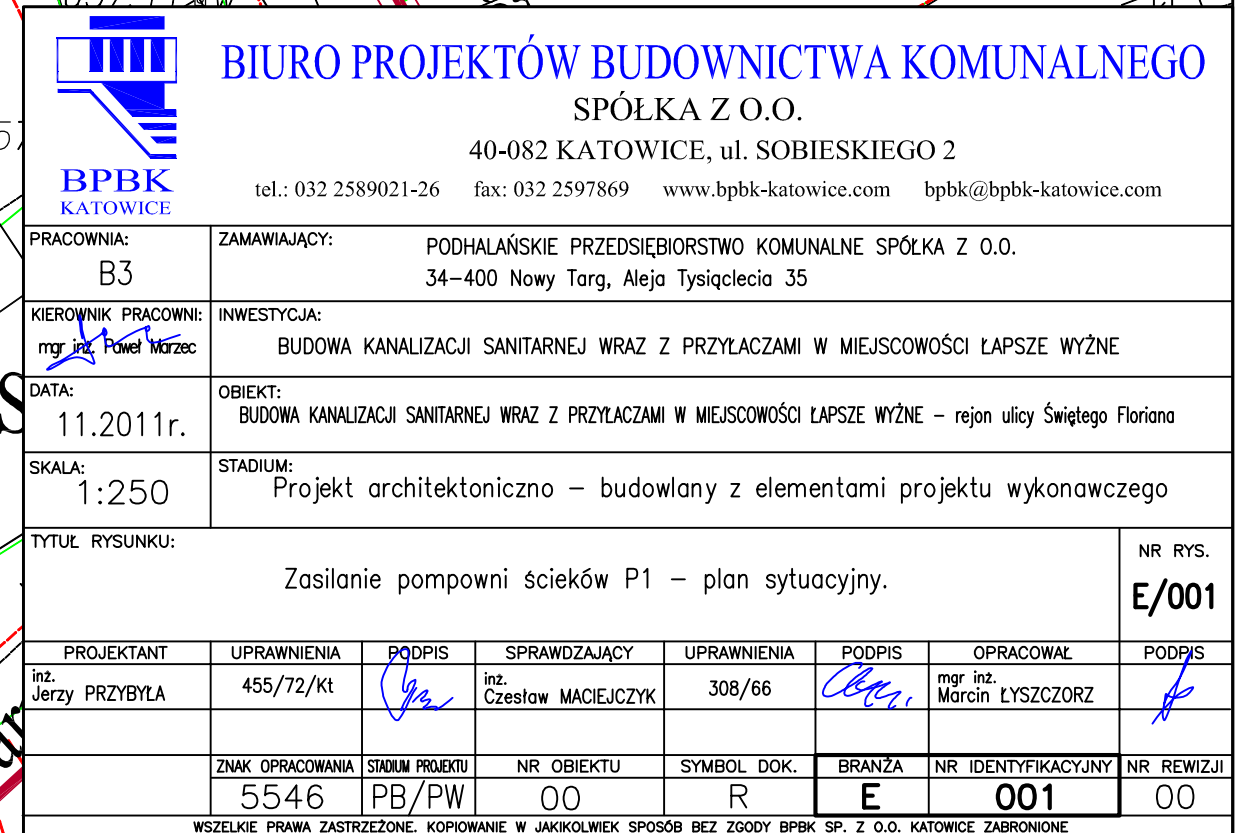 BIURO PROJEKTÓW BUDOWNICTWA KOMUNALNEGO
SPÓŁKA Z O.O.
40-082 KATOWICE, ul. SOBIESKIEGO 2
tel.: 032 2589021-26 fax: 032 2597869 www.bpbk-katowice.com bpbk@bpbk-katowice.com
BPBK
KATOWICE
PRACOWNIA:
B3
ZAMAWIAJĄCY:
PODHALAŃSKIE PRZEDSIĘBIORSTWO KOMUNALNE SPÓŁKA Z O.O.
34-400 Nowy Targ, Aleja Tysiąclecia 35
KIEROWNIK PRACOWNI:
mgr inż. Paweł Marzec
INWESTYCJA:
BUDOWA KANALIZACJI SANITARNEJ WRAZ Z PRZYŁACZAMI W MIEJSCOWOŚCI ŁAPSZE WYŻNE
DATA:
11.2011r.
OBIEKT:
BUDOWA KANALIZACJI SANITARNEJ WRAZ Z PRZYŁACZAMI W MIEJSCOWOŚCI ŁAPSZE WYŻNE – rejon ulicy Świętego Floriana
SKALA:
1:250
STADIUM:
Projekt architektoniczno – budowlany z elementami projektu wykonawczego
TYTUŁ RYSUNKU:
Zasilanie pompowni ścieków P1 – plan sytuacyjny.
NR RYS.
E/001
PROJEKTANT UPRAWNIENIA PODPIS SPRAWDZAJĄCY UPRAWNIENIA PODPIS OPRACOWAŁ PODPIS
inż.
Jerzy PRZYBYŁA
455/72/Kt
inż.
Czesław MACIEJCZYK
308/66
mgr inż.
Marcin ŁYSZCZORZ
ZNAK OPRACOWANIA STADIUM PROJEKTU NR OBIEKTU SYMBOL DOK. BRANŻA NR IDENTYFIKACYJNY NR REWIZJI
5546 PB/PW 00 R E 001 00
WSZELKIE PRAWA ZASTRZEŻONE. KOPIOWANIE W JAKIKOLWIEK SPOSÓB BEZ ZGODY BPBK SP. Z O.O. KATOWICE ZABRONIONE